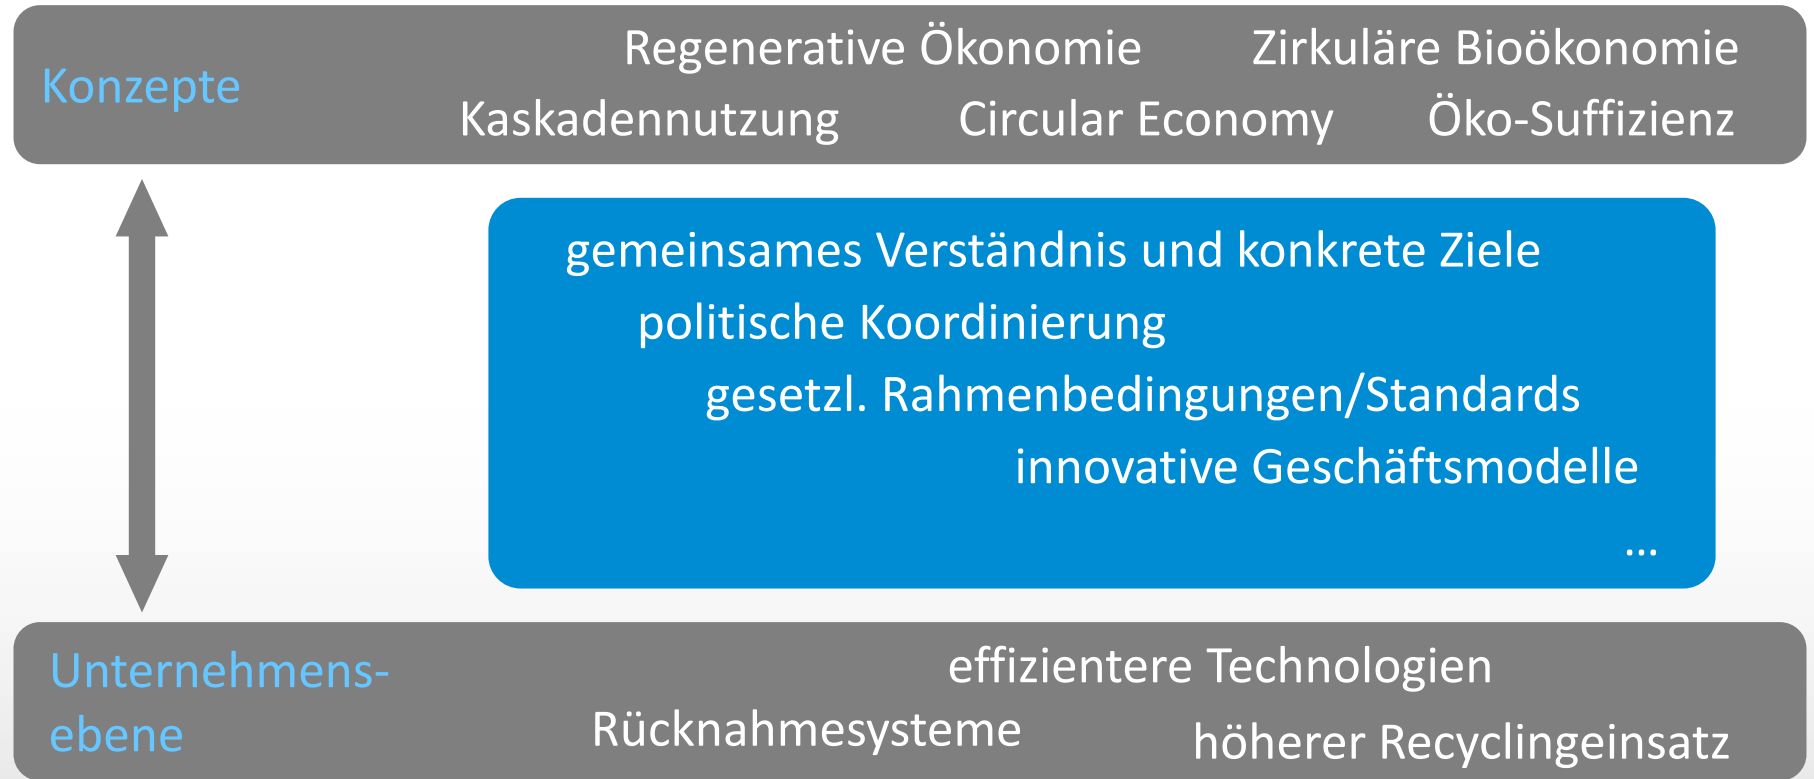 Konzepte
Regenerative Ökonomie
Zirkuläre Bioökonomie
Kaskadennutzung
Circular Economy
Öko-Suffizienz
gemeinsames Verständnis und konkrete Ziele
politische Koordinierung
gesetzl. Rahmenbedingungen/Standards
innovative Geschäftsmodelle
...
Unternehmens-
ebene
effizientere Technologien
Rücknahmesysteme
höherer Recyclingeinsatz